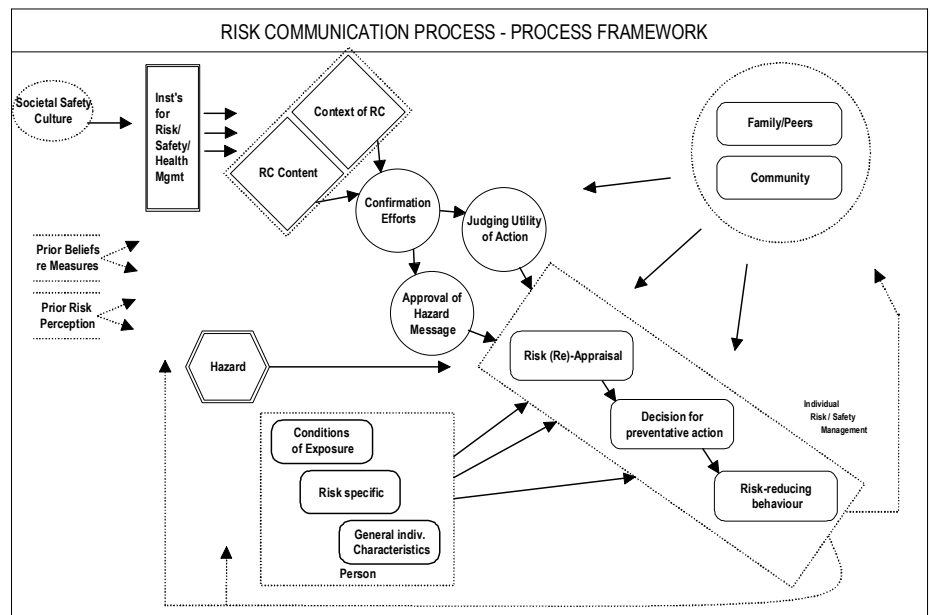 RISK COMMUNICATION PROCESS - PROCESS FRAMEWORK
Societal Safety
Culture
Inst's
for
Risk/
Safety/
Health
Mgmt
Context of RC
RC Content
Family/Peers
Community
Confirmation
Efforts
Judging Utility
of Action
Prior Beliefs
re Measures
Prior Risk
Perception
Approval of
Hazard
Message
Hazard
Risk (Re)-Appraisal
Decision for
preventative action
Risk-reducing
behaviour
Individual
Risk / Safety
Management
Conditions
of Exposure
Risk specific
General indiv.
Characteristics
Person